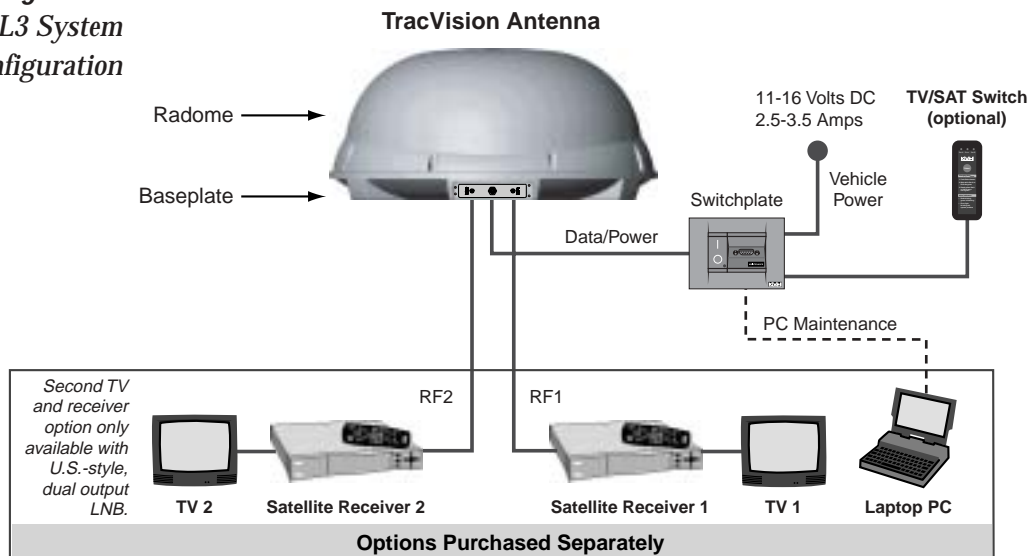 L3 System
TracVision Antenna
Radome
Baseplate
11-16 Volts DC
2.5-3.5 Amps
TV/SAT Switch
(optional)
Vehicle
Power
Switchplate
Data/Power
PC Maintenance
Second TV
and receiver
option only
available with
U.S.-style,
dual output
LNB.
RF2
RF1
TV 2
Satellite Receiver 2
Satellite Receiver 1
TV 1
Laptop PC
Options Purchased Separately